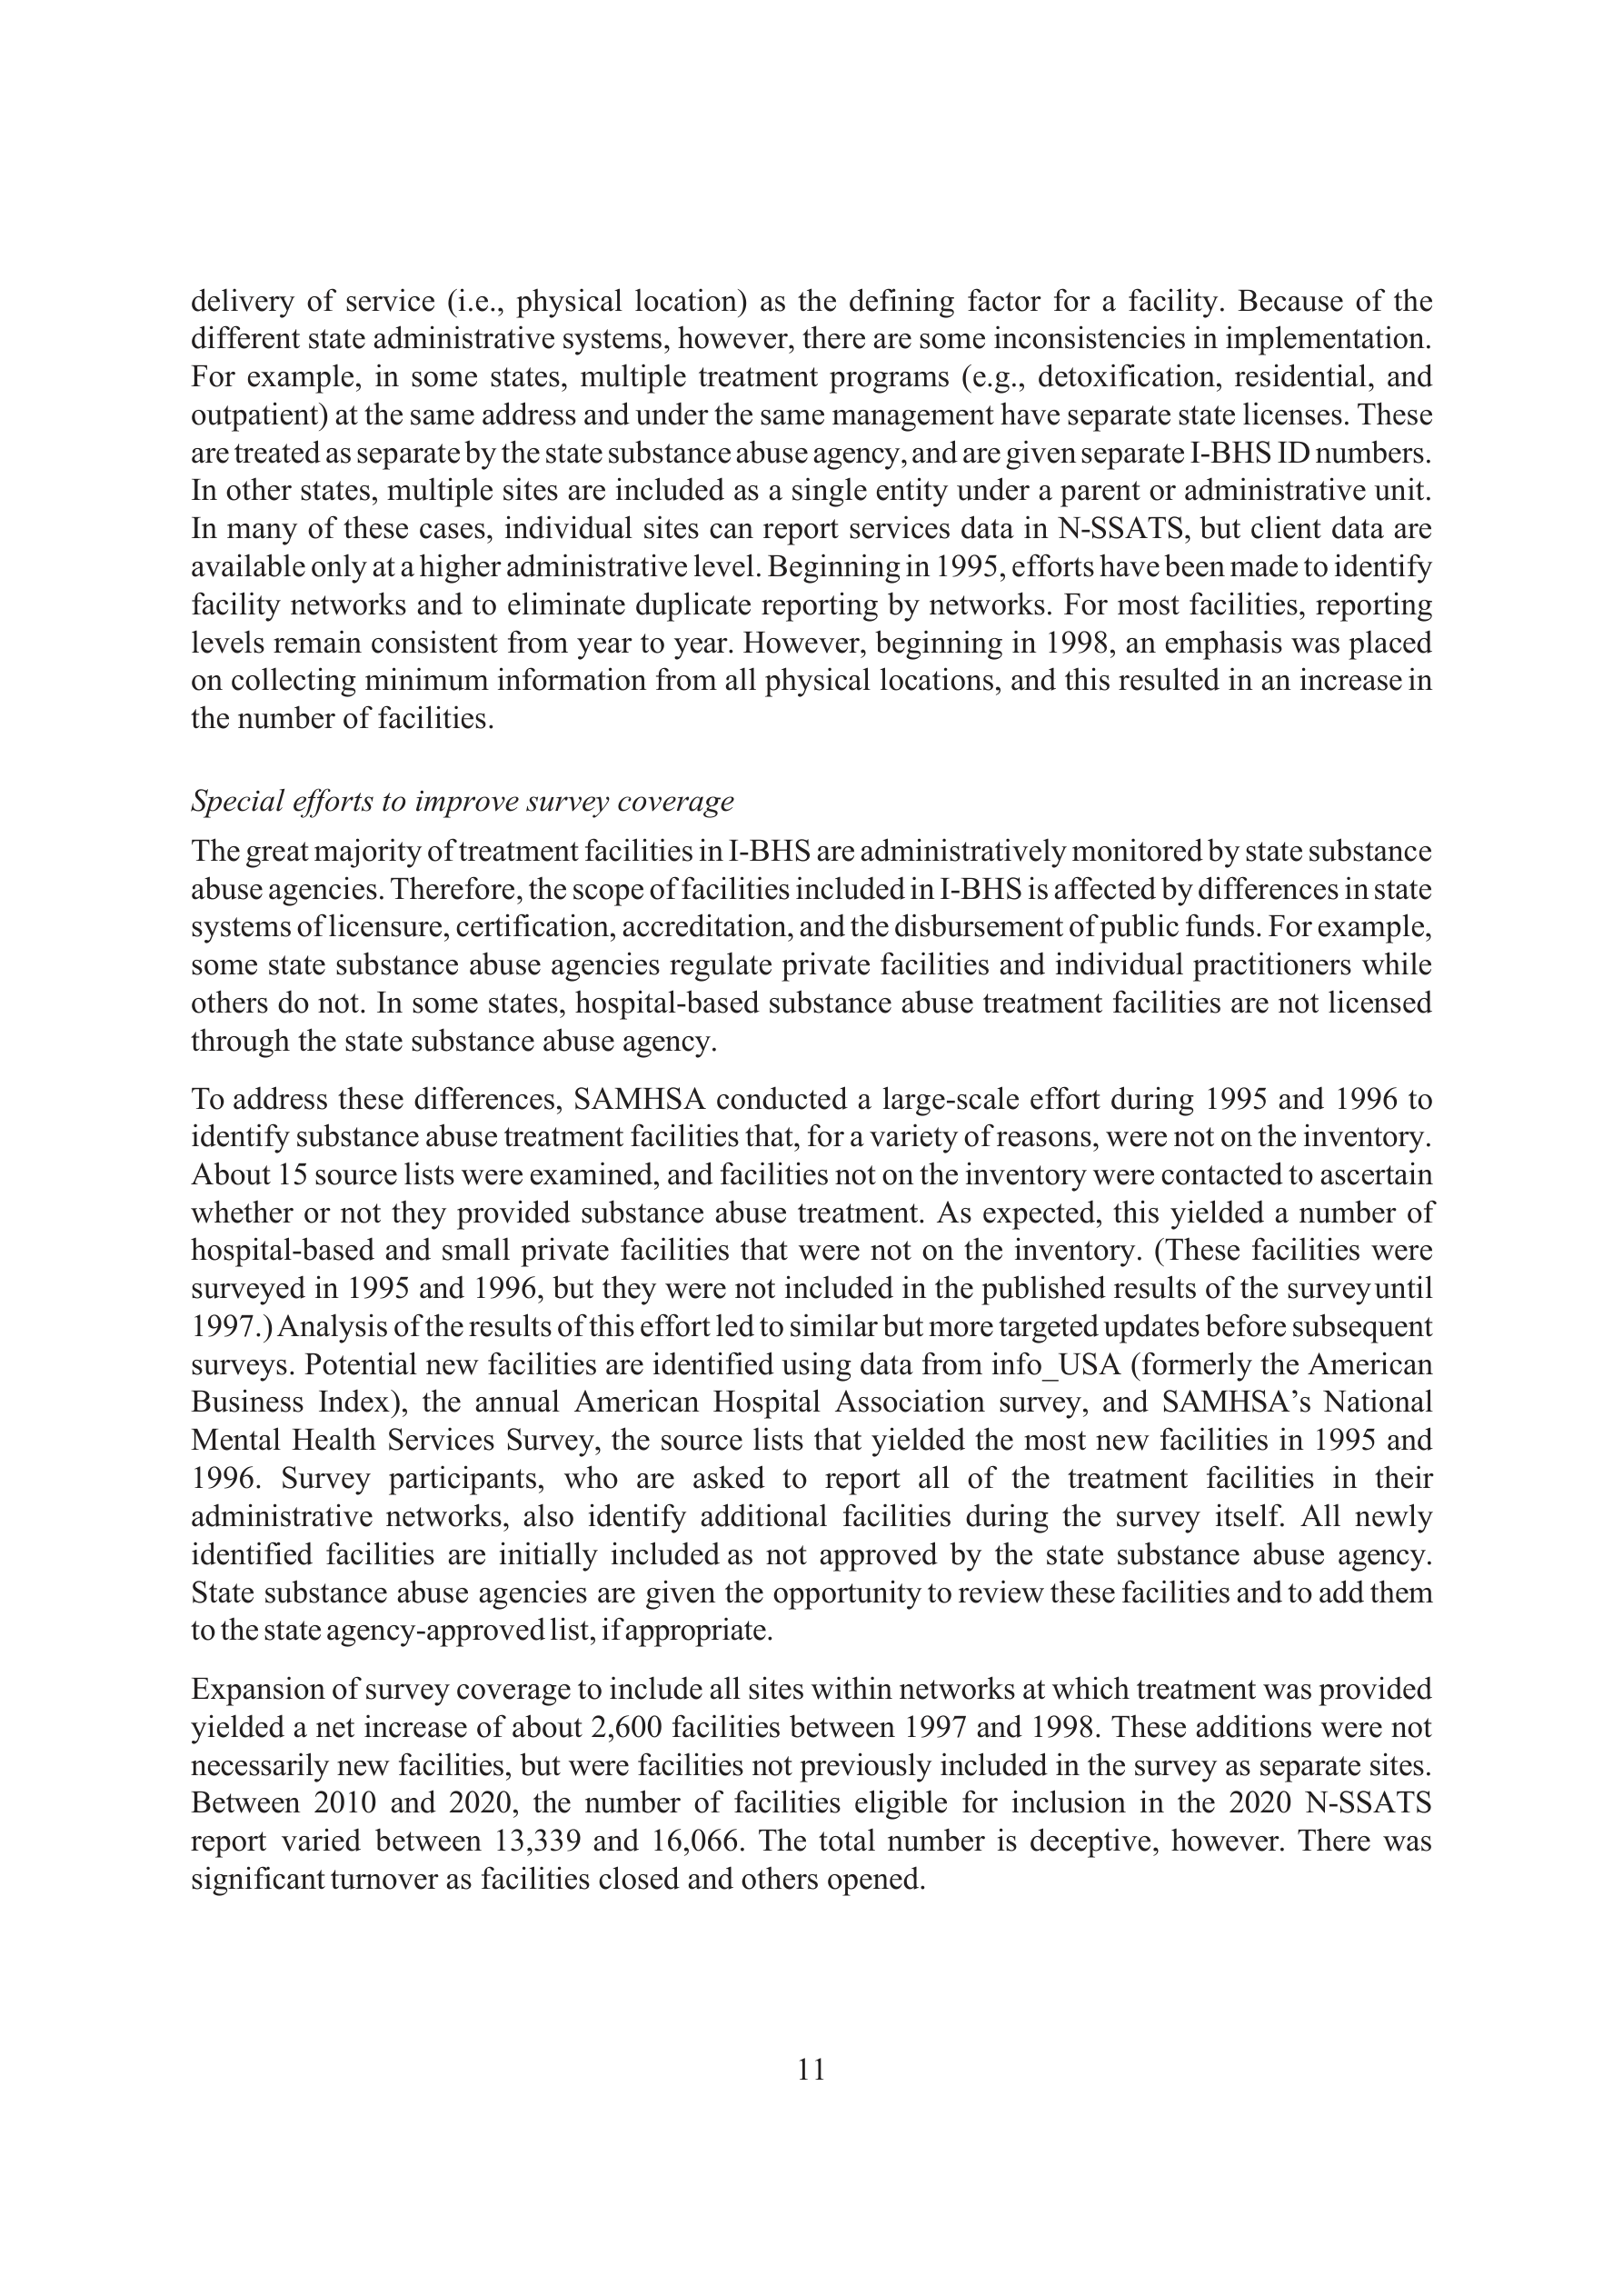 delivery of service (i.e., physical location) as the defining factor for a facility. Because of the
different state administrative systems, however, there are some inconsistencies in implementation.
For example, in some states, multiple treatment programs (e.g., detoxification, residential, and
outpatient) at the same address and under the same management have separate state licenses. These
are treated as separate by the state substance abuse agency, and are given separate I-BHS ID numbers.
In other states, multiple sites are included as a single entity under a parent or administrative unit.
In many of these cases, individual sites can report services data in N-SSATS, but client data are
available only at a higher administrative level. Beginning in 1995, efforts have been made to identify
facility networks and to eliminate duplicate reporting by networks. For most facilities, reporting
levels remain consistent from year to year. However, beginning in 1998, an emphasis was placed
on collecting minimum information from all physical locations, and this resulted in an increase in
the number of facilities.
Special efforts to improve survey coverage
The great majority of treatment facilities in I-BHS are administratively monitored by state substance
abuse agencies. Therefore, the scope of facilities included in I-BHS is affected by differences in state
systems of licensure, certification, accreditation, and the disbursement of public funds. For example,
some state substance abuse agencies regulate private facilities and individual practitioners while
others do not. In some states, hospital-based substance abuse treatment facilities are not licensed
through the state substance abuse agency.
To address these differences, SAMHSA conducted a large-scale effort during 1995 and 1996 to
identify substance abuse treatment facilities that, for a variety of reasons, were not on the inventory.
About 15 source lists were examined, and facilities not on the inventory were contacted to ascertain
whether or not they provided substance abuse treatment. As expected, this yielded a number of
hospital-based and small private facilities that were not on the inventory. (These facilities were
surveyed in 1995 and 1996, but they were not included in the published results of the survey until
1997.) Analysis of the results of this effort led to similar but more targeted updates before subsequent
surveys. Potential new facilities are identified using data from info_USA (formerly the American
Business Index), the annual American Hospital Association survey, and SAMHSA’s National
Mental Health Services Survey, the source lists that yielded the most new facilities in 1995 and
1996. Survey participants, who are asked to report all of the treatment facilities in their
administrative networks, also identify additional facilities during the survey itself. All newly
identified facilities are initially included as not approved by the state substance abuse agency.
State substance abuse agencies are given the opportunity to review these facilities and to add them
to the state agency-approved list, if appropriate.
Expansion of survey coverage to include all sites within networks at which treatment was provided
yielded a net increase of about 2,600 facilities between 1997 and 1998. These additions were not
necessarily new facilities, but were facilities not previously included in the survey as separate sites.
Between 2010 and 2020, the number of facilities eligible for inclusion in the 2020 N-SSATS
report varied between 13,339 and 16,066. The total number is deceptive, however. There was
significant turnover as facilities closed and others opened.
11